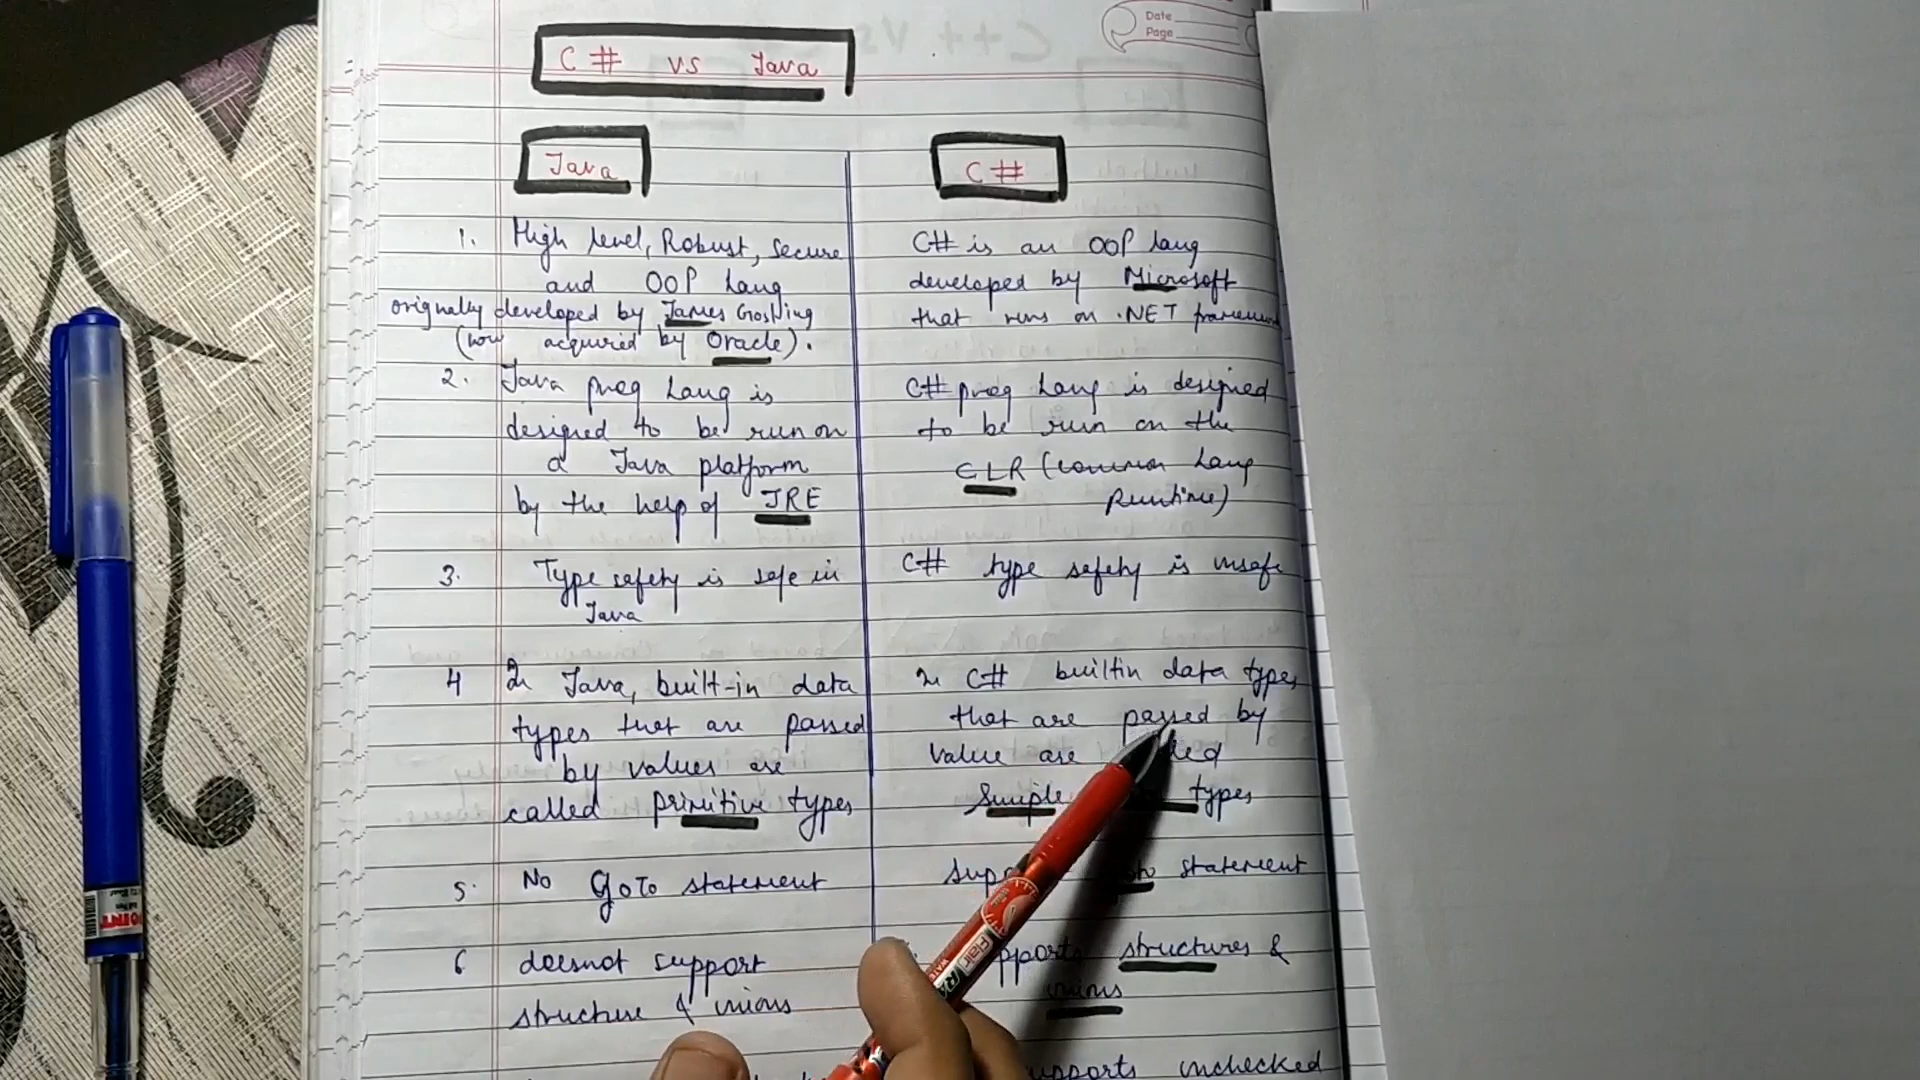 Date
Page
C# vs Java
Java
C#
1. High level, Robust, secure
and OOP Lang
orignally developed by James Gosling
(now acquired by Oracle).
C# is an OOP lang
developed by Microsoft
that runs on .NET framework
2. Java prog Lang is
designed to be run on
a Java platform
by the help of JRE
C# prog Lang is designed
to be run on the
CLR (common Lang
Runtime)
3. Type safety is safe in
Java
C# type safety is unsafe
4 In Java, built-in data
types that are passed
by values are
called primitive types
In C# builtin data types
that are passed by
value are
Simple types
5. No GoTo statement
statement
6 doesnot support
structure & unions
structures &
unions
unchecked
Flair